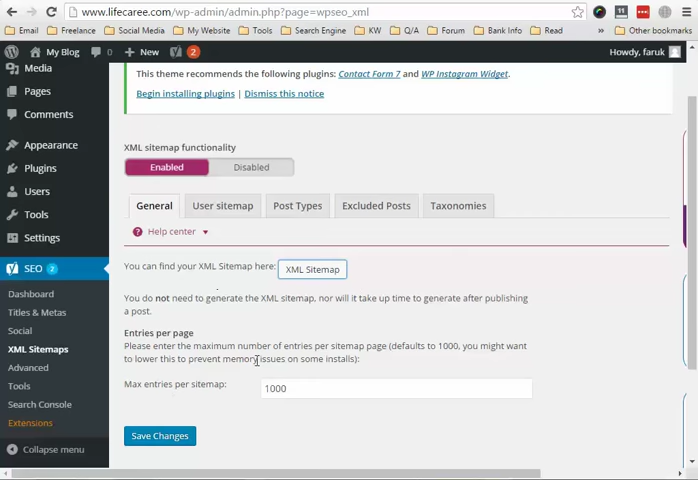 www.lifecaree.com/wp-admin/admin.php?page=wpseo_xml
11
Email Freelance Social Media My Website Tools Search Engine KW Q/A Forum Bank Info Read » Other bookmarks
My Blog 0 + New 2 Howdy, faruk
Media
Pages
Comments
Appearance
Plugins
Users
Tools
Settings
SEO 2
Dashboard
Titles & Metas
Social
XML Sitemaps
Advanced
Tools
Search Console
Extensions
Collapse menu
This theme recommends the following plugins: Contact Form 7 and WP Instagram Widget.
Begin installing plugins | Dismiss this notice
XML sitemap functionality
Enabled Disabled
General User sitemap Post Types Excluded Posts Taxonomies
? Help center
You can find your XML Sitemap here: XML Sitemap
You do not need to generate the XML sitemap, nor will it take up time to generate after publishing
a post.
Entries per page
Please enter the maximum number of entries per sitemap page (defaults to 1000, you might want
to lower this to prevent memory issues on some installs):
Max entries per sitemap: 1000
Save Changes